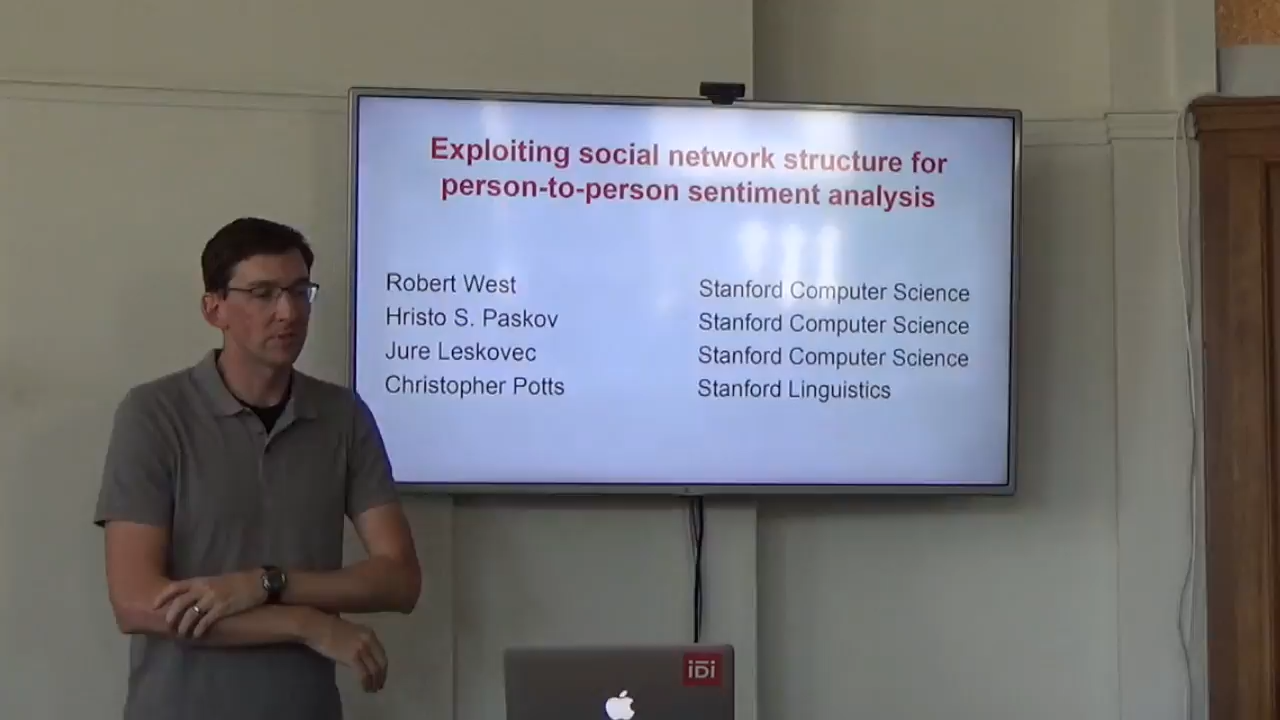 Exploiting social network structure for
person-to-person sentiment analysis
Robert West Stanford Computer Science
Hristo S. Paskov Stanford Computer Science
Jure Leskovec Stanford Computer Science
Christopher Potts Stanford Linguistics
iDi